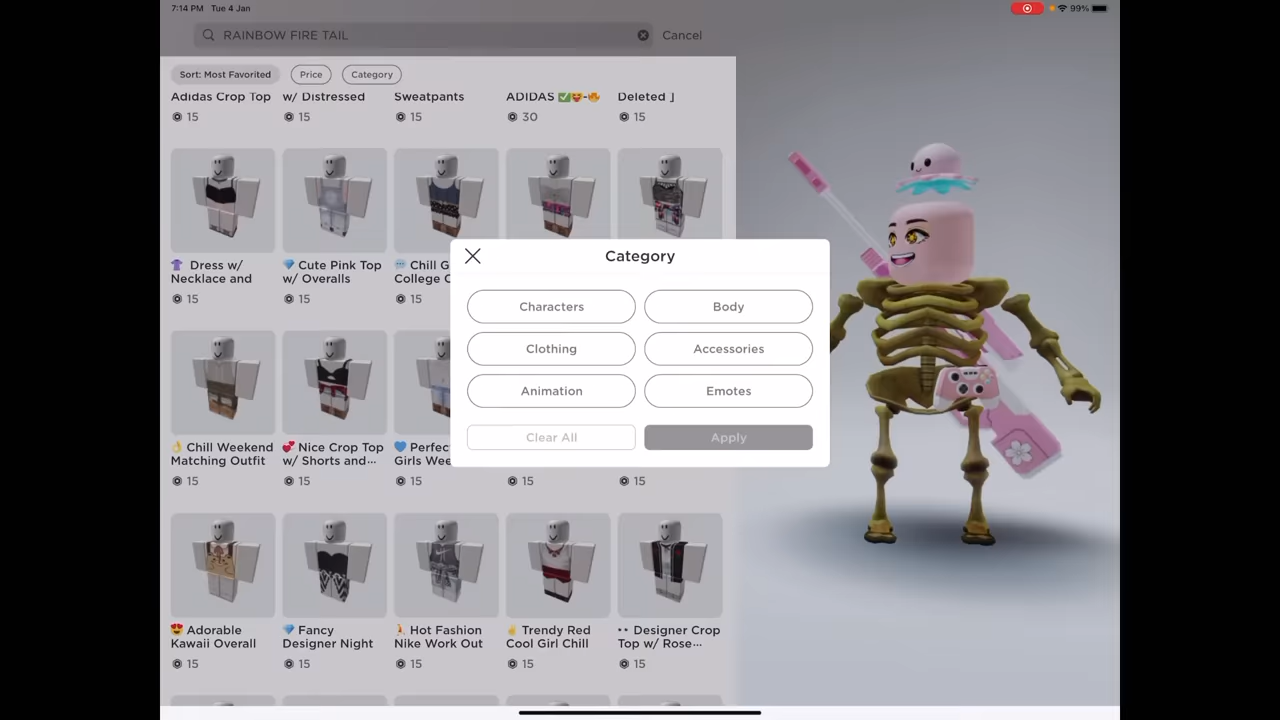 7:14 PM Tue 4 Jan
99%
RAINBOW FIRE TAIL
Cancel
Sort: Most Favorited
Price
Category
Adidas Crop Top
w/ Distressed
Sweatpants
ADIDAS ✅😍-🔥
Deleted ]
15
15
15
30
15
👚 Dress w/
Necklace and
💎 Cute Pink Top
w/ Overalls
💬 Chill G
College C
15
15
15
Category
Characters
Body
Clothing
Accessories
Animation
Emotes
Clear All
Apply
👌 Chill Weekend
Matching Outfit
💕 Nice Crop Top
w/ Shorts and...
💙 Perfec
Girls Wee
15
15
15
15
15
😍 Adorable
Kawaii Overall
💎 Fancy
Designer Night
Hot Fashion
Nike Work Out
✌ Trendy Red
Cool Girl Chill
👀 Designer Crop
Top w/ Rose...
15
15
15
15
15